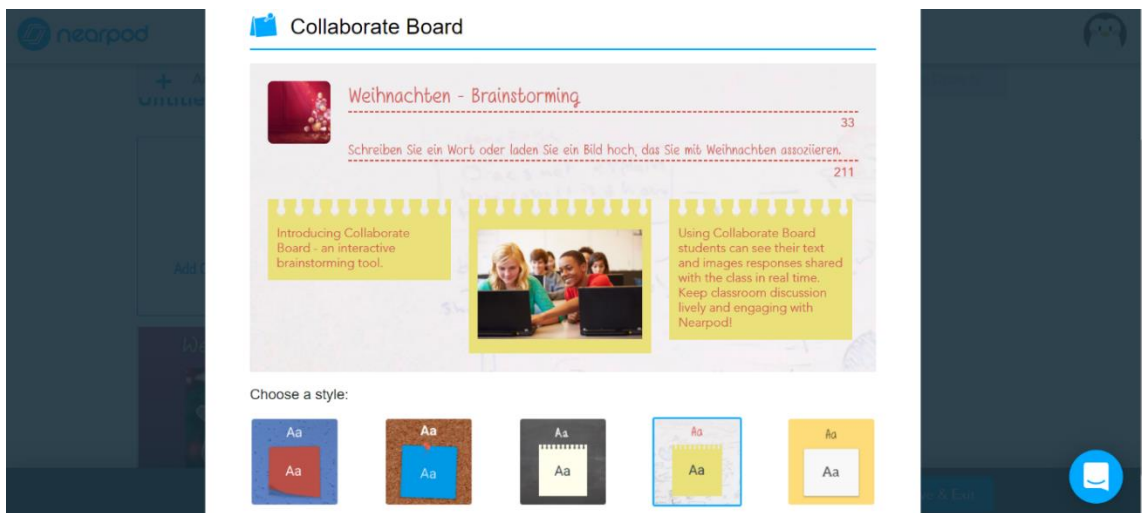 nearpod
Collaborate Board
Weihnachten - Brainstorming
33
Schreiben Sie ein Wort oder laden Sie ein Bild hoch, das Sie mit Weihnachten assoziieren.
211
Introducing Collaborate
Board - an interactive
brainstorming tool.
Using Collaborate Board
students can see their text
and images responses shared
with the class in real time.
Keep classroom discussion
lively and engaging with
Nearpod!
Choose a style:
Aa
Aa
Aa
Aa
Aa
Aa
Aa
Aa
Aa
Aa
& Exit